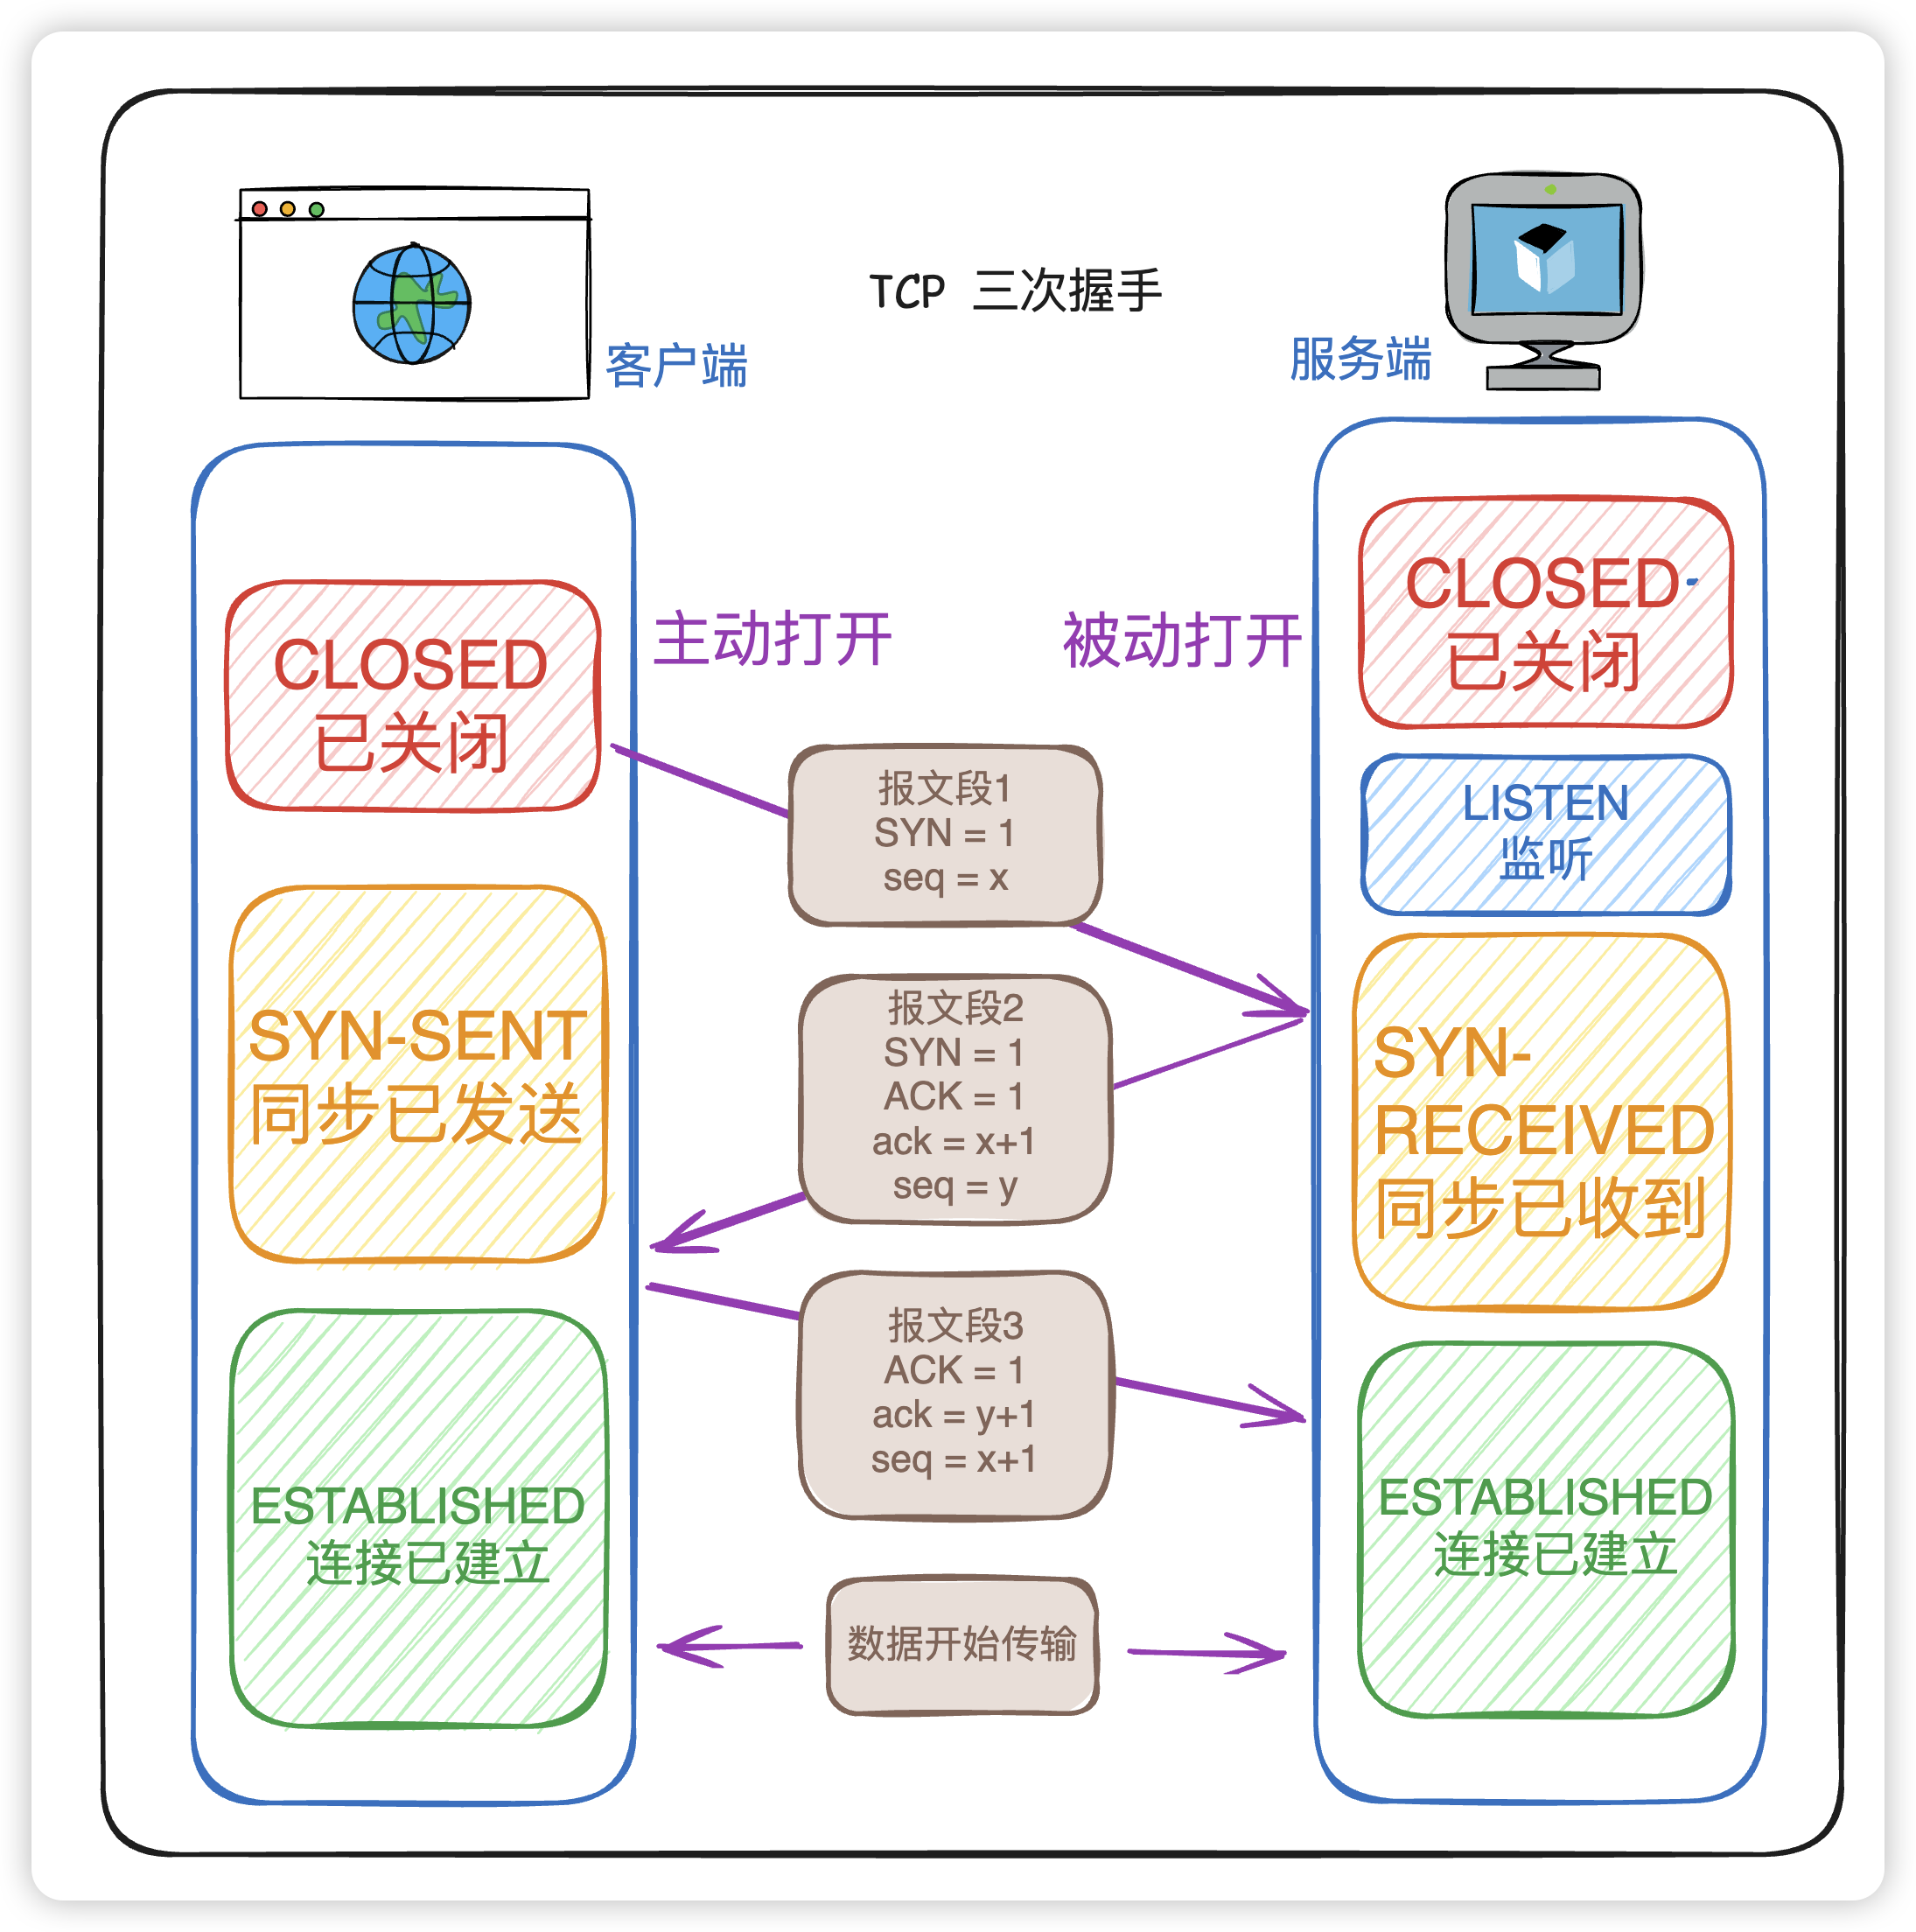 TCP 三次握手
客户端
服务端
主动打开
被动打开
CLOSED
已关闭
SYN-SENT
同步已发送
ESTABLISHED
连接已建立
报文段1
SYN = 1
seq = x
报文段2
SYN = 1
ACK = 1
ack = x+1
seq = y
报文段3
ACK = 1
ack = y+1
seq = x+1
数据开始传输
CLOSED-
已关闭
LISTEN
监听
SYN-
RECEIVED
同步已收到
ESTABLISHED
连接已建立